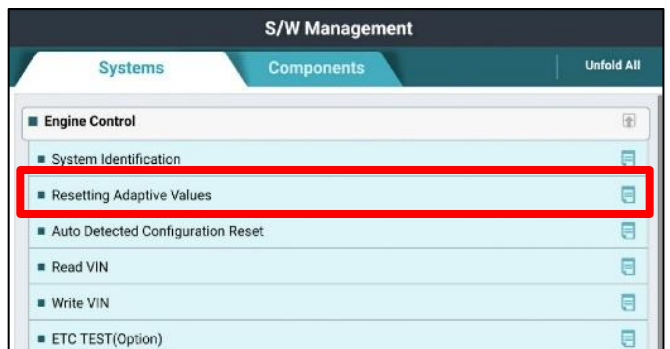 S/W Management
Systems Components Unfold All
Engine Control
System Identification
Resetting Adaptive Values
Auto Detected Configuration Reset
Read VIN
Write VIN
ETC TEST(Option)